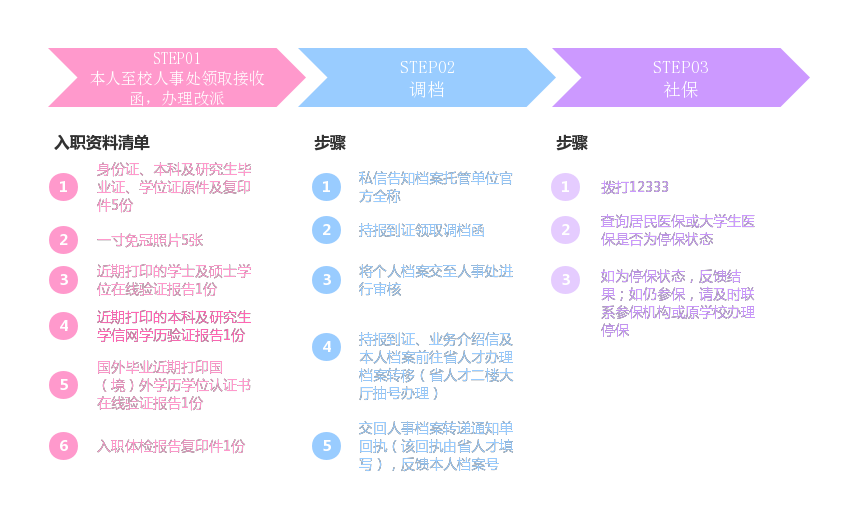 STEP01
本人至校人事处领取接收
函，办理改派
STEP02
调档
STEP03
社保
入职资料清单
1
身份证、本科及研究生毕
业证、学位证原件及复印
件5份
2
一寸免冠照片5张
3
近期打印的学士及硕士学
位在线验证报告1份
4
近期打印的本科及研究生
学信网学历验证报告1份
5
国外毕业近期打印国
（境）外学历学位认证书
在线验证报告1份
6
入职体检报告复印件1份
步骤
1
私信告知档案托管单位官
方全称
2
持报到证领取调档函
3
将个人档案交至人事处进
行审核
4
持报到证、业务介绍信及
本人档案前往省人才办理
档案转移（省人才二楼大
厅抽号办理）
5
交回人事档案转递通知单
回执（该回执由省人才填
写），反馈本人档案号
步骤
1
拨打12333
2
查询居民医保或大学生医
保是否为停保状态
3
如为停保状态，反馈结
果；如仍参保，请及时联
系参保机构或原学校办理
停保